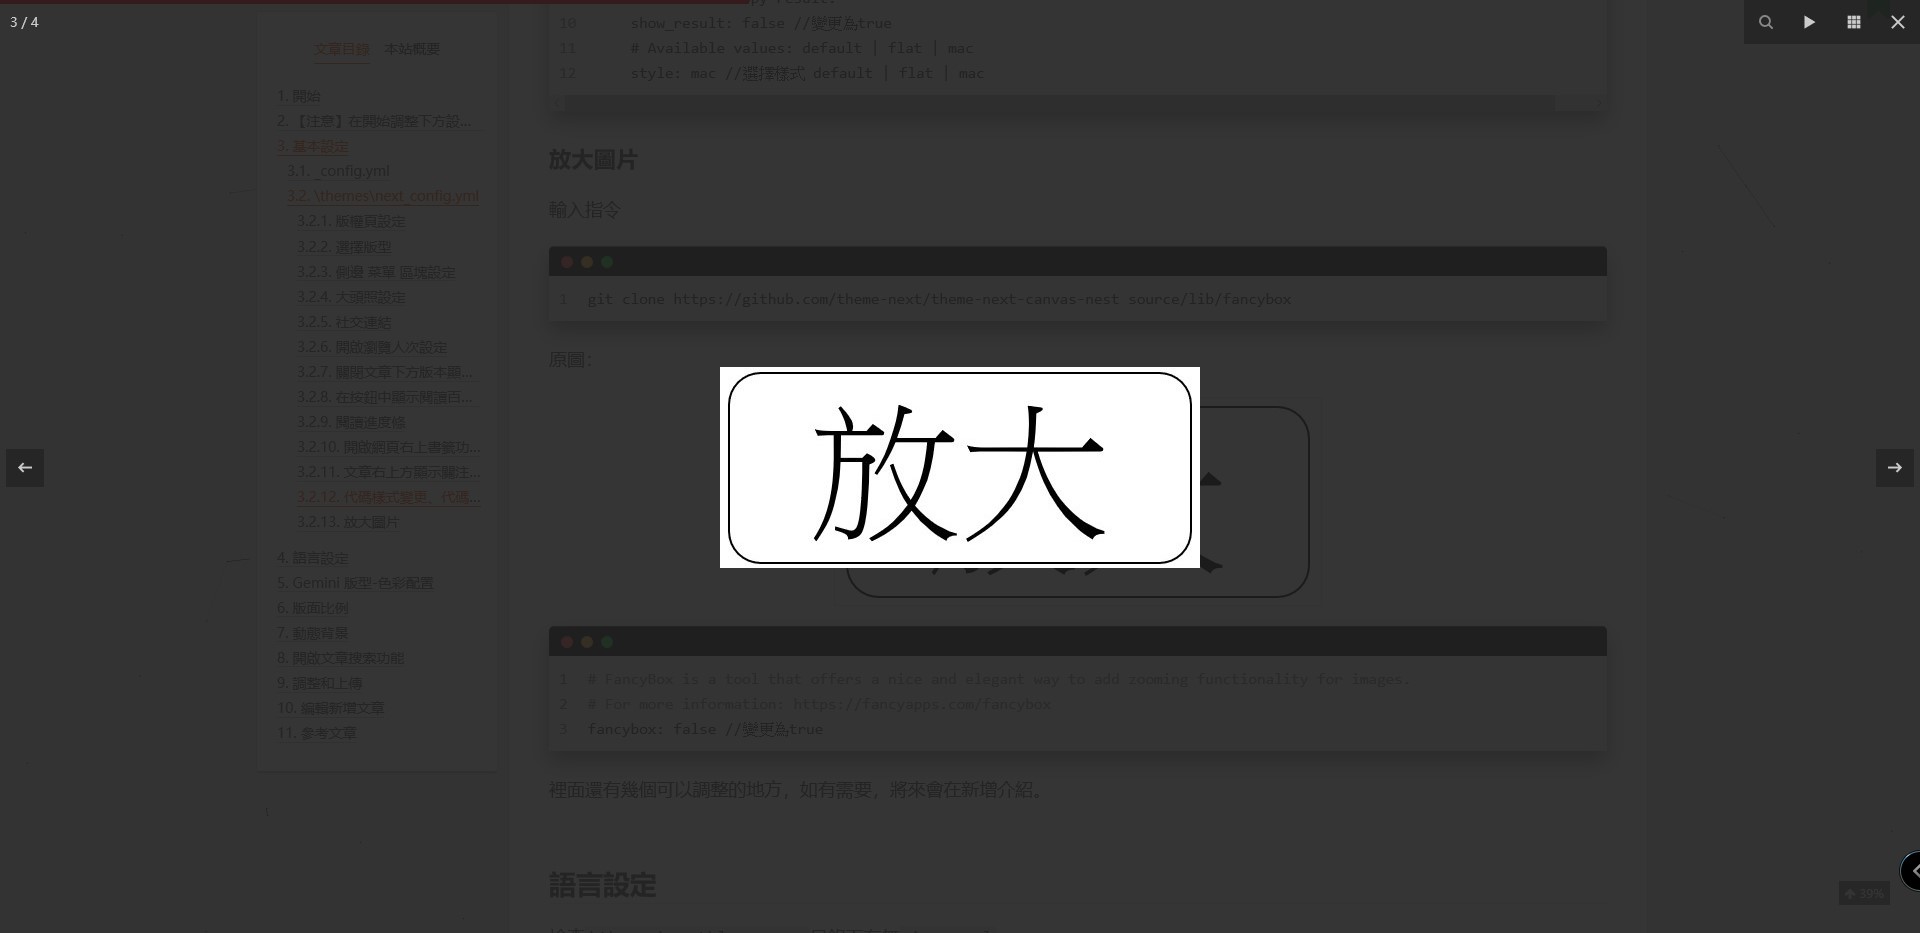 3 / 4
文章目錄 本站概要
1. 開始
2. 【注意】在開始調整下方設...
3. 基本設定
3.1. _config.yml
3.2. \themes\next_config.yml
3.2.1. 版權頁設定
3.2.2. 選擇版型
3.2.3. 側邊 菜單 區塊設定
3.2.4. 大頭照設定
3.2.5. 社交連結
3.2.6. 開啟瀏覽人次設定
3.2.7. 關閉文章下方版本顯...
3.2.8. 在按鈕中顯示閱讀百...
3.2.9. 閱讀進度條
3.2.10. 開啟網頁右上書籤功...
3.2.11. 文章右上方顯示關注...
3.2.12. 代碼樣式變更、代碼...
3.2.13. 放大圖片
4. 語言設定
5. Gemini 版型-色彩配置
6. 版面比例
7. 動態背景
8. 開啟文章搜索功能
9. 調整和上傳
10. 編輯新增文章
11. 參考文章
10 show_result: false //變更為true
11 # Available values: default | flat | mac
12 style: mac //選擇樣式 default | flat | mac
放大圖片
輸入指令
1 git clone https://github.com/theme-next/theme-next-canvas-nest source/lib/fancybox
原圖：
放大
1 # FancyBox is a tool that offers a nice and elegant way to add zooming functionality for images.
2 # For more information: https://fancyapps.com/fancybox
3 fancybox: false //變更為true
裡面還有幾個可以調整的地方，如有需要，將來會在新增介紹。
語言設定
39%